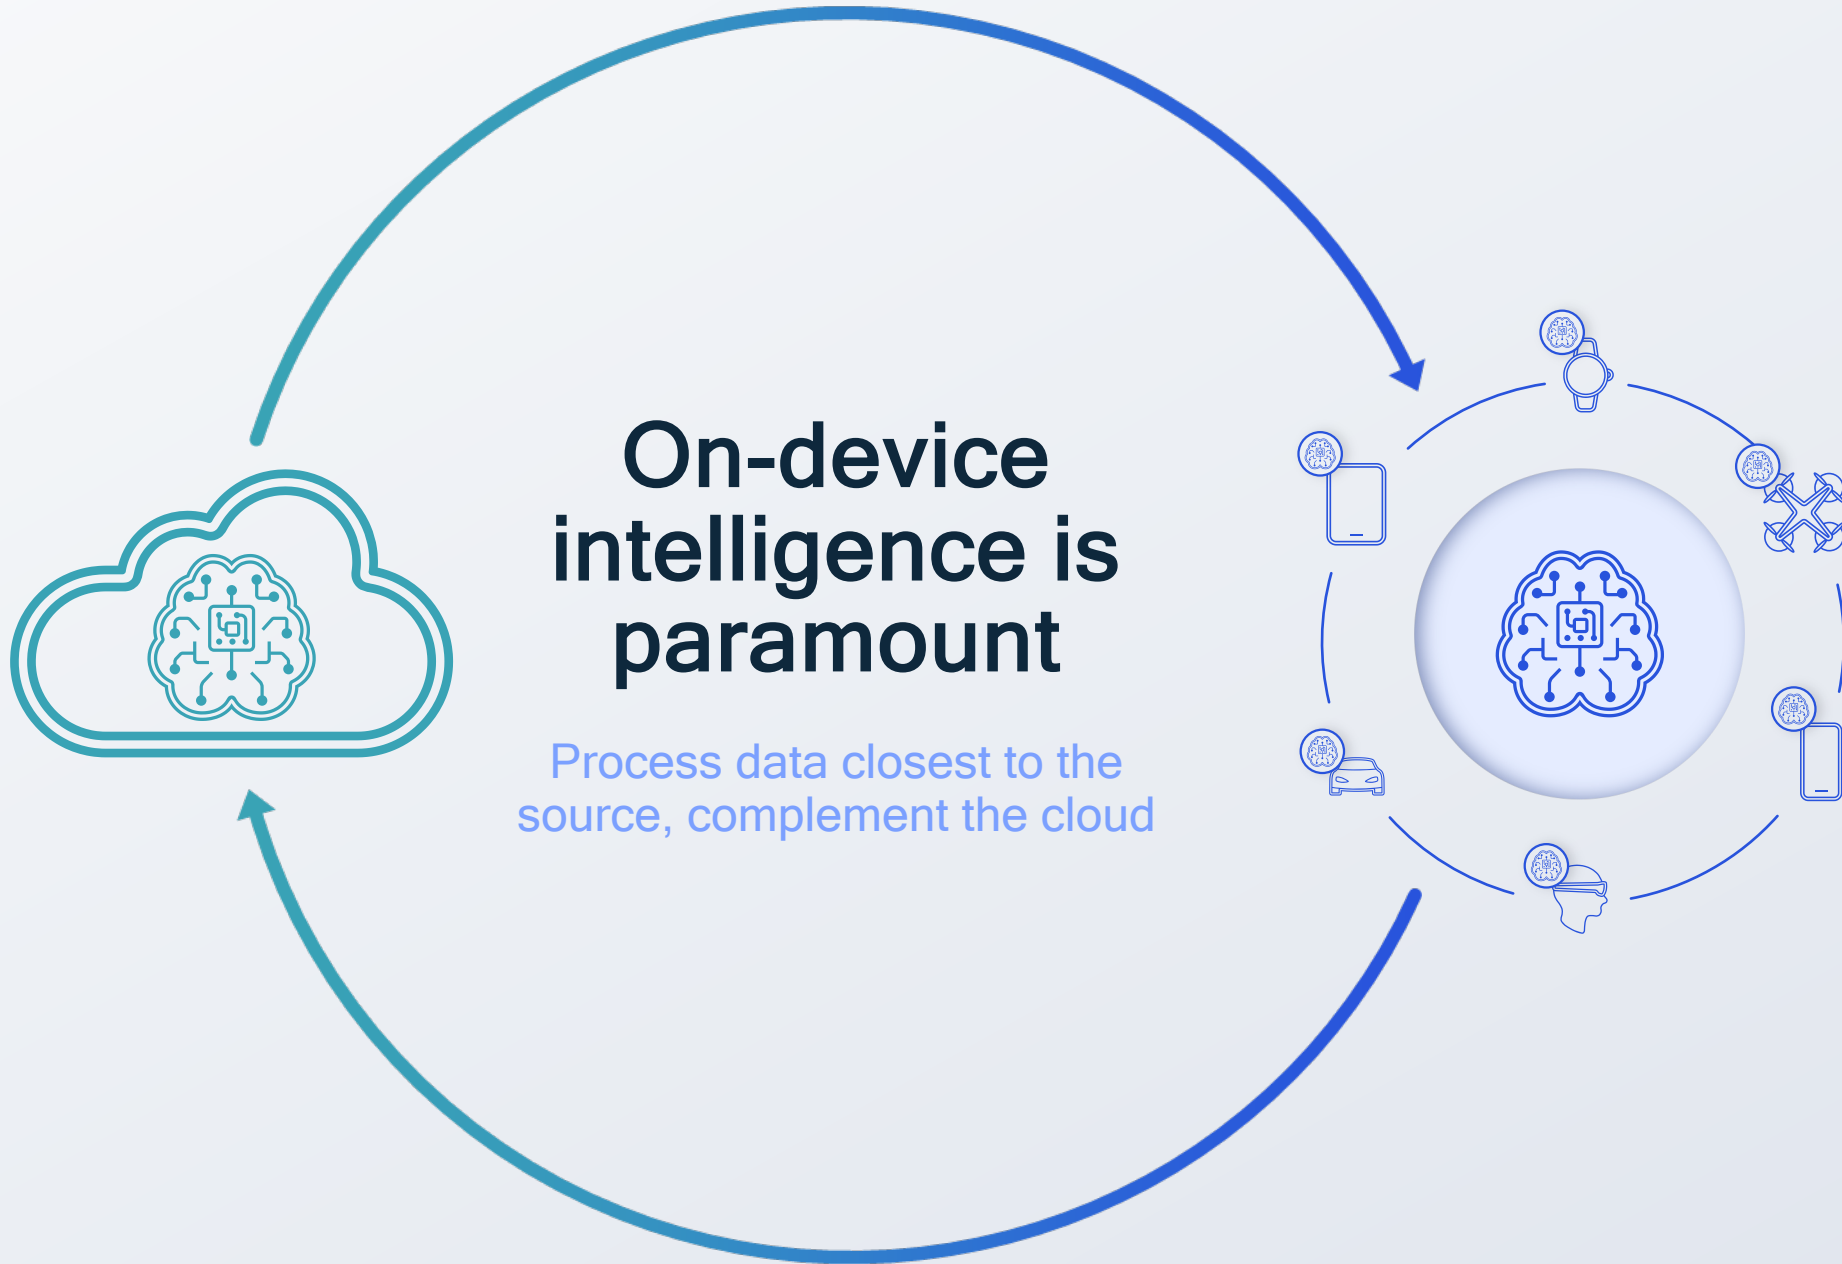 On-device
intelligence is
paramount
Process data closest to the
source, complement the cloud